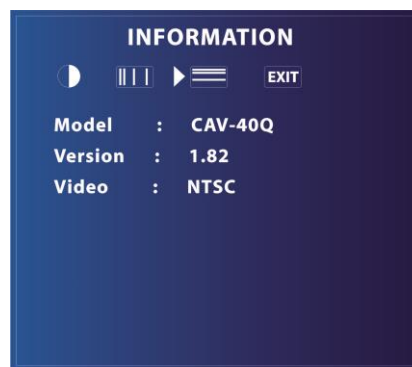 INFORMATION
EXIT
Model : CAV-40Q
Version : 1.82
Video : NTSC